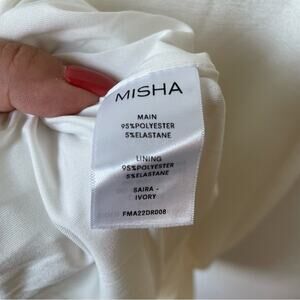 MISHA
MAIN
95%POLYESTER
5%ELASTANE
LINING
95%POLYESTER
5%ELASTANE
SAIRA -
IVORY
FMA22DR008